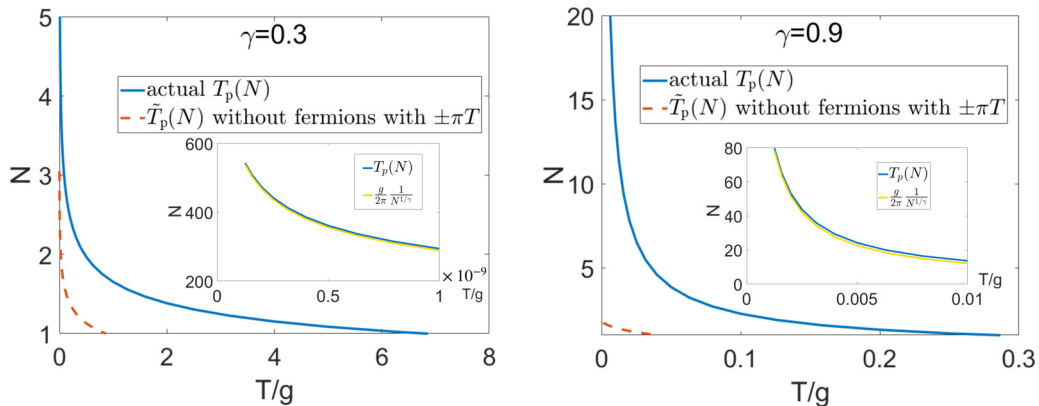 γ=0.3
5
4
3
2
1
N
actual T_p(N)
T̃_p(N) without fermions with ±πT
600
400
200
N
T_p(N)
g/2π 1/N^{1/γ}
0
0.5
1
× 10⁻⁹
T/g
0
2
4
6
8
T/g
γ=0.9
20
15
10
5
N
actual T_p(N)
T̃_p(N) without fermions with ±πT
80
60
40
20
0
N
T_p(N)
g/2π 1/N^{1/γ}
0
0.005
0.01
T/g
0
0.1
0.2
0.3
T/g